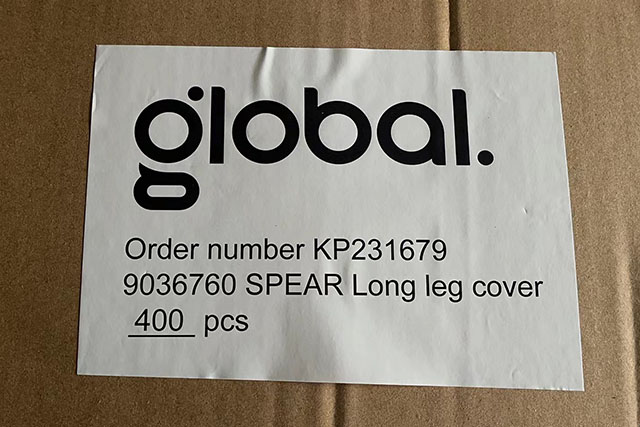 global.
Order number KP231679
9036760 SPEAR Long leg cover
400 pcs